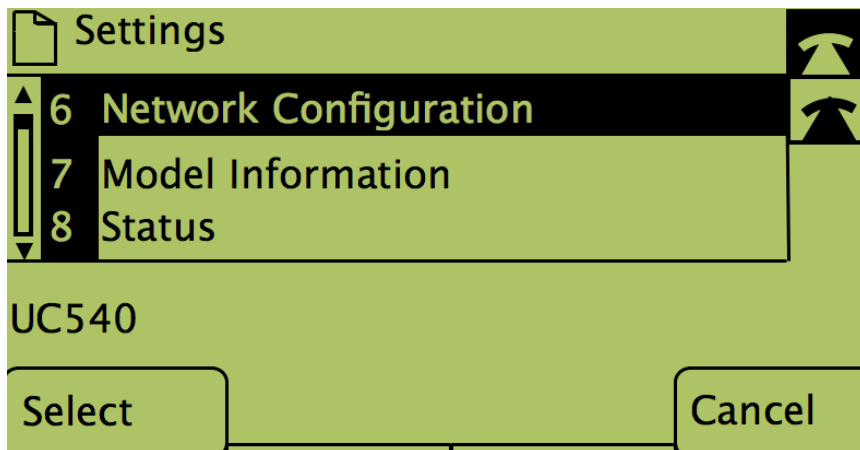 Settings
6 Network Configuration
7 Model Information
8 Status
UC540
Select Cancel